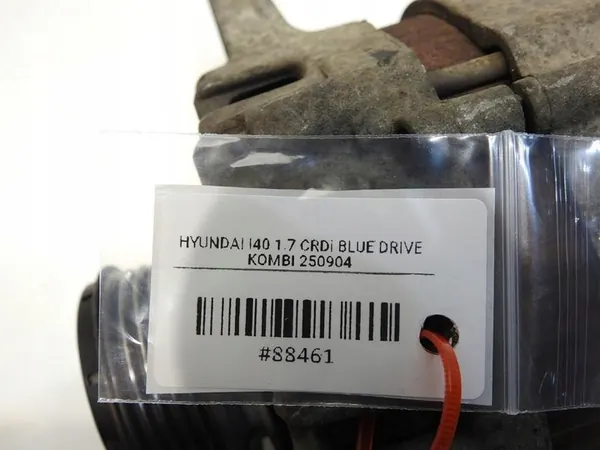 HYUNDAI I40 1.7 CRDi BLUE DRIVE
KOMBI 250904
#88461